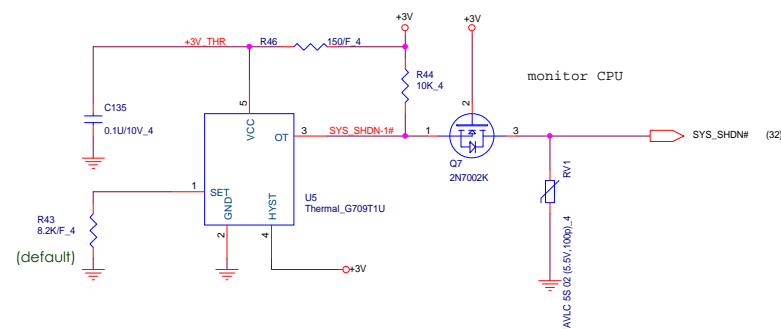 +3V
+3V
+3V_THR
R46
150/F_4
R44
10K_4
monitor CPU
C135
0.1U/10V_4
5
VCC
OT
3
SYS_SHDN-1#
1
2
3
SYS_SHDN#
(32)
Q7
2N7002K
RV1
AVLC 5S 02 (5.5V,100p)_4
1
SET
GND
HYST
2
4
U5
Thermal_G709T1U
R43
8.2K/F_4
(default)
+3V